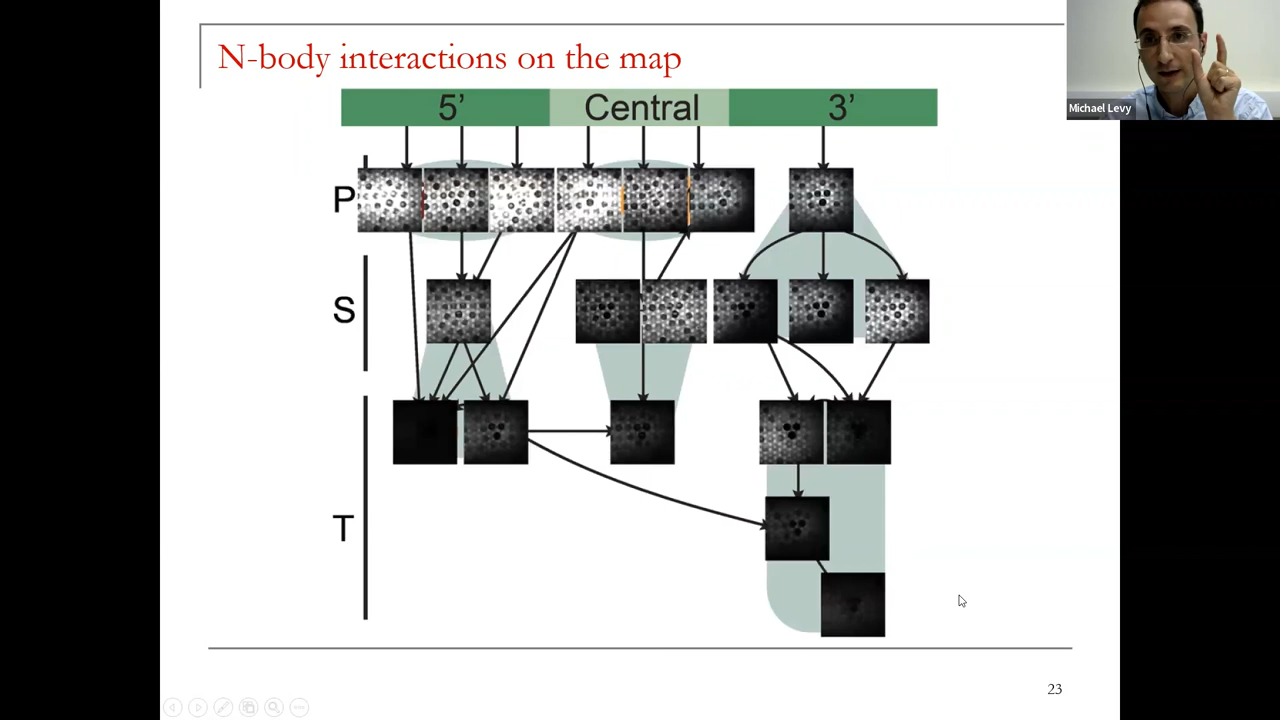 N-body interactions on the map
Michael Levy
5’ Central 3’
P
S
T
23